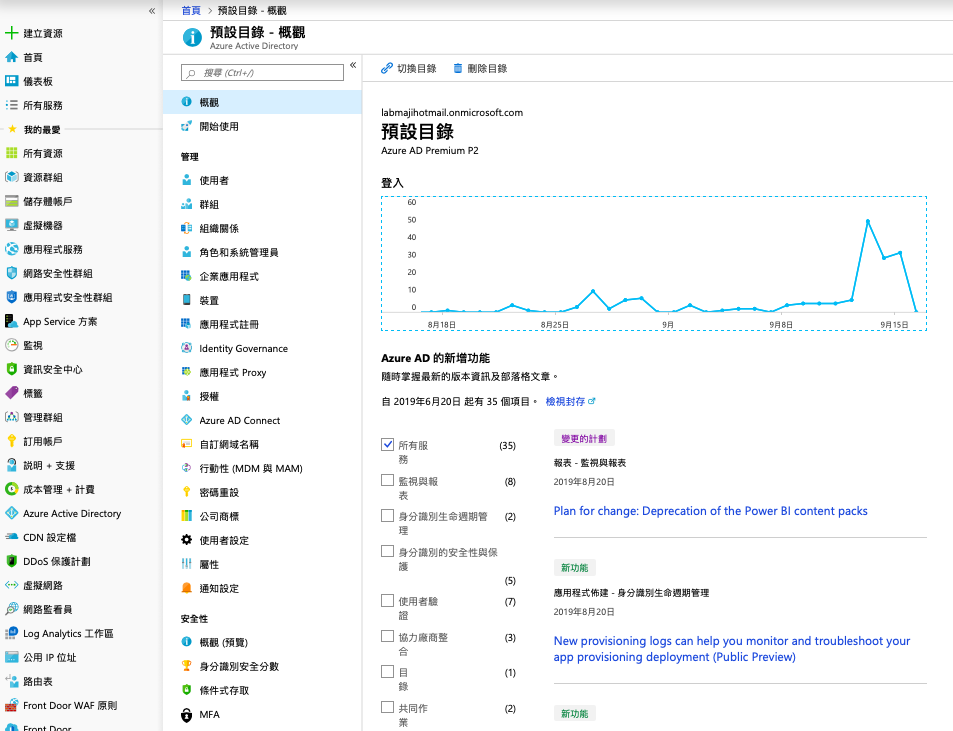 «
建立資源
首頁
儀表板
所有服務
我的最愛
所有資源
資源群組
儲存體帳戶
虛擬機器
應用程式服務
網路安全性群組
應用程式安全性群組
App Service 方案
監視
資訊安全中心
標籤
管理群組
訂用帳戶
說明 + 支援
成本管理 + 計費
Azure Active Directory
CDN 設定檔
DDoS 保護計劃
虛擬網路
網路監看員
Log Analytics 工作區
公用 IP 位址
路由表
Front Door WAF 原則
Front Door
首頁 > 預設目錄 - 概觀
預設目錄 - 概觀
Azure Active Directory
搜尋 (Ctrl+/)
«
概觀
開始使用
管理
使用者
群組
組織關係
角色和系統管理員
企業應用程式
裝置
應用程式註冊
Identity Governance
應用程式 Proxy
授權
Azure AD Connect
自訂網域名稱
行動性 (MDM 與 MAM)
密碼重設
公司商標
使用者設定
屬性
通知設定
安全性
概觀 (預覽)
身分識別安全分數
條件式存取
MFA
切換目錄 刪除目錄
labmajihotmail.onmicrosoft.com
預設目錄
Azure AD Premium P2
登入
60
50
40
30
20
10
0
8月18日 8月25日 9月 9月8日 9月15日
Azure AD 的新增功能
隨時掌握最新的版本資訊及部落格文章。
自 2019年6月20日 起有 35 個項目。 檢視封存
所有服 (35)
務
監視與報 (8)
表
身分識別生命週期管 (2)
理
身分識別的安全性與保
護
(5)
使用者驗 (7)
證
協力廠商整 (3)
合
目 (1)
錄
共同作 (2)
業
變更的計劃
報表 - 監視與報表
2019年8月20日
Plan for change: Deprecation of the Power BI content packs
新功能
應用程式佈建 - 身分識別生命週期管理
2019年8月20日
New provisioning logs can help you monitor and troubleshoot your
app provisioning deployment (Public Preview)
新功能